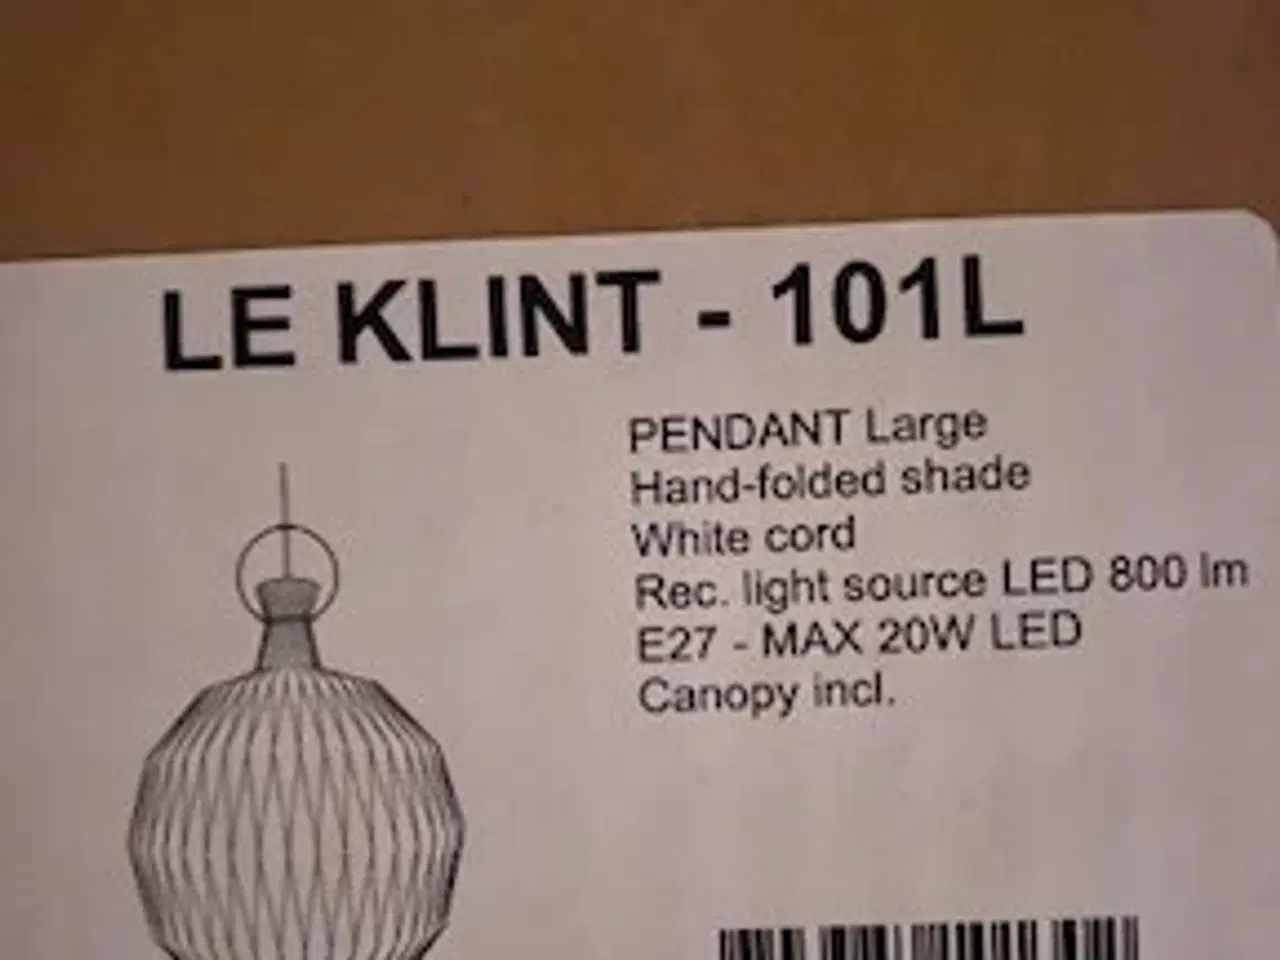 LE KLINT - 101L
PENDANT Large
Hand-folded shade
White cord
Rec. light source LED 800 lm
E27 - MAX 20W LED
Canopy incl.